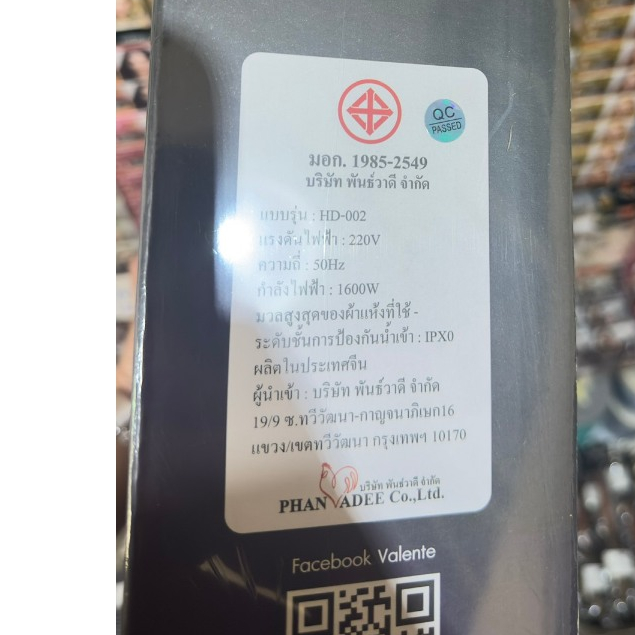 QC
PASSED
มอก. 1985-2549
บริษัท พันธ์วาดี จำกัด
แบบรุ่น : HD-002
แรงดันไฟฟ้า : 220V
ความถี่ : 50Hz
กำลังไฟฟ้า : 1600W
มวลสูงสุดของผ้าแห้งที่ใช้ -
ระดับชั้นการป้องกันน้ำเข้า : IPX0
ผลิตในประเทศจีน
ผู้นำเข้า : บริษัท พันธ์วาดี จำกัด
19/9 ซ.ทวีวัฒนา-กาญจนาภิเษก16
แขวง/เขตทวีวัฒนา กรุงเทพฯ 10170
บริษัท พันธ์วาดี จำกัด
PHANVADEE Co.,Ltd.
Facebook Valente